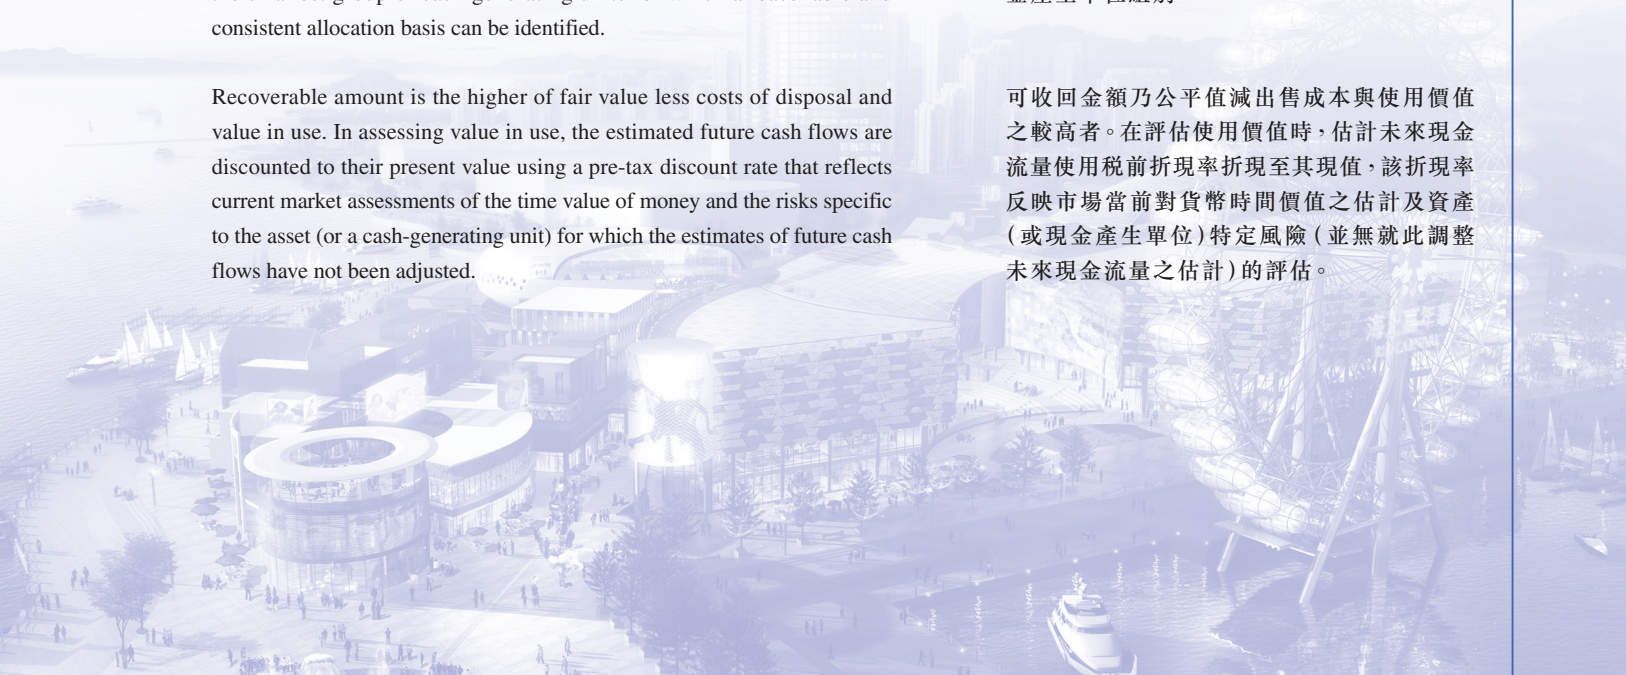 consistent allocation basis can be identified.
Recoverable amount is the higher of fair value less costs of disposal and
value in use. In assessing value in use, the estimated future cash flows are
discounted to their present value using a pre-tax discount rate that reflects
current market assessments of the time value of money and the risks specific
to the asset (or a cash-generating unit) for which the estimates of future cash
flows have not been adjusted.
可收回金額乃公平值減出售成本與使用價值
之較高者。在評估使用價值時，估計未來現金
流量使用稅前折現率折現至其現值，該折現率
反映市場當前對貨幣時間價值之估計及資產
（或現金產生單位）特定風險（並無就此調整
未來現金流量之估計）的評估。